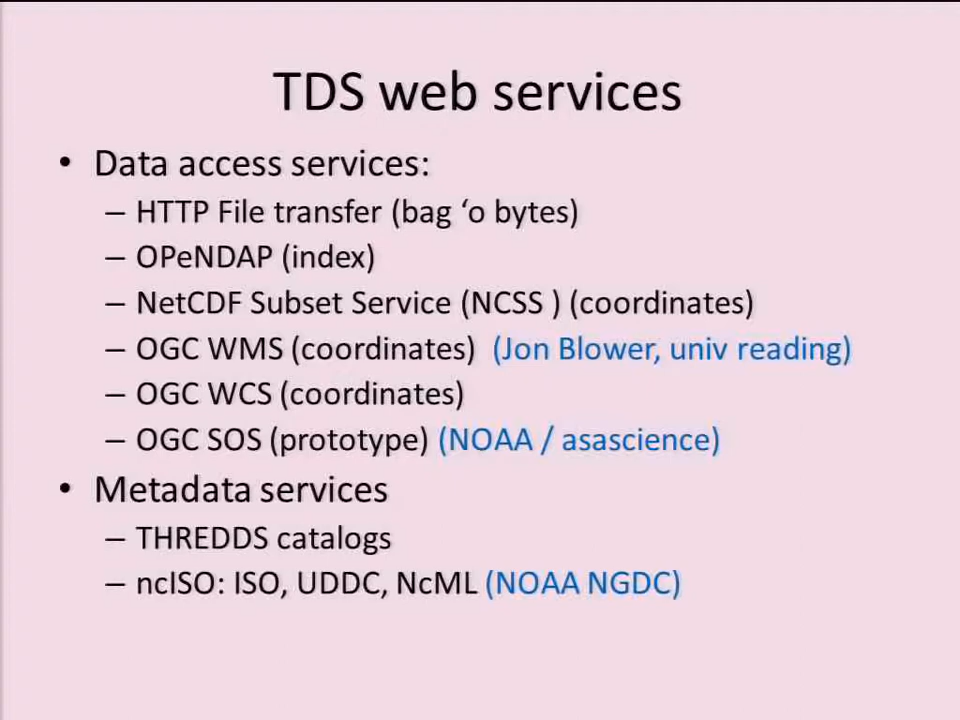 TDS web services
• Data access services:
– HTTP File transfer (bag ‘o bytes)
– OPeNDAP (index)
– NetCDF Subset Service (NCSS ) (coordinates)
– OGC WMS (coordinates) (Jon Blower, univ reading)
– OGC WCS (coordinates)
– OGC SOS (prototype) (NOAA / asascience)
• Metadata services
– THREDDS catalogs
– ncISO: ISO, UDDC, NcML (NOAA NGDC)